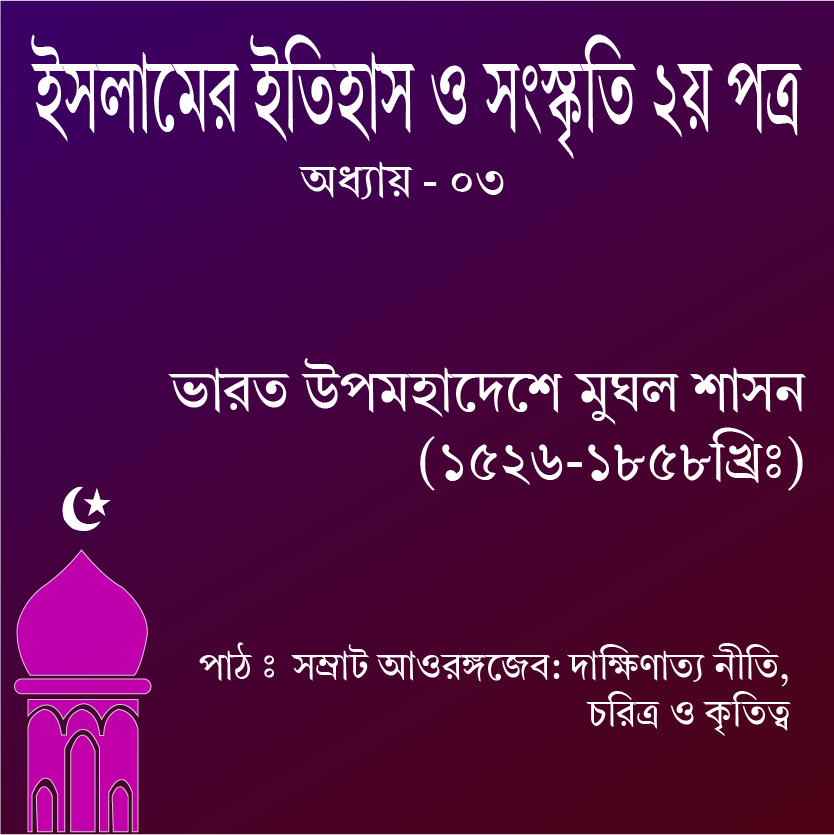 ইসলামের ইতিহাস ও সংস্কৃতি ২য় পত্র
অধ্যায় - ০৩
ভারত উপমহাদেশে মুঘল শাসন
(১৫২৬-১৮৫৮খ্রিঃ)
পাঠ ঃ সম্রাট আওরঙ্গজেব: দাক্ষিণাত্য নীতি,
চরিত্র ও কৃতিত্ব